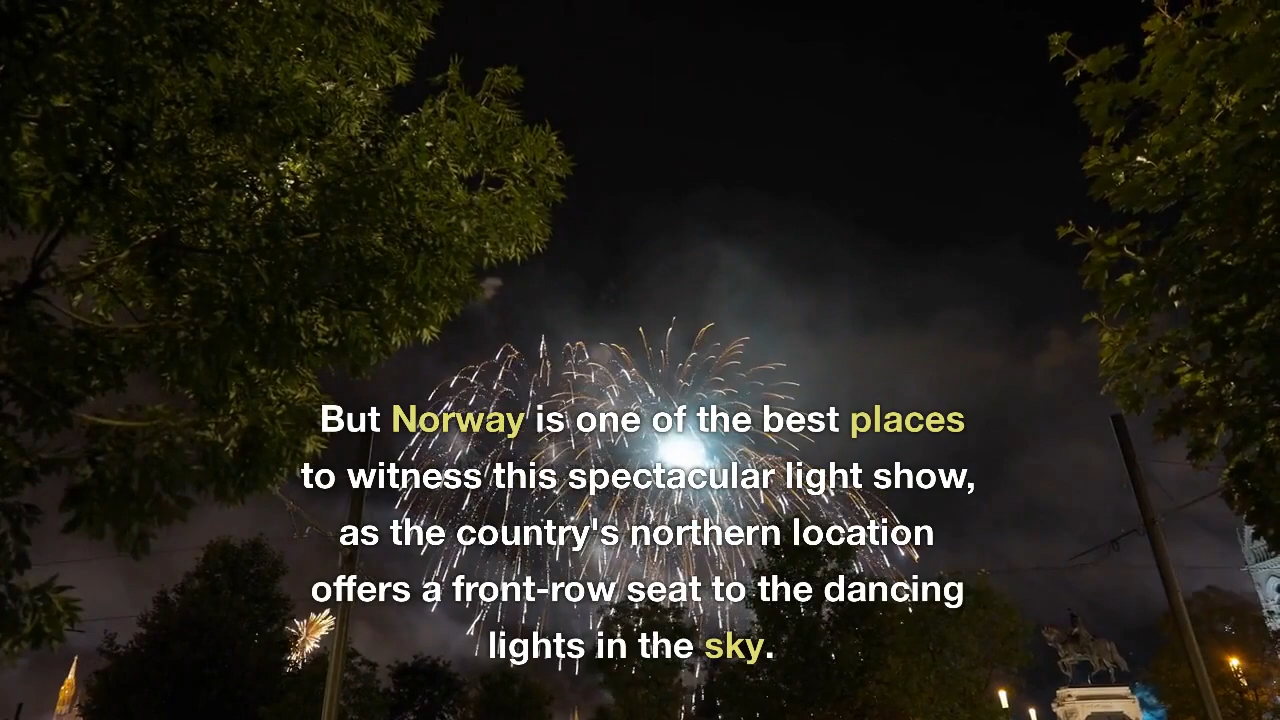 But Norway is one of the best places
to witness this spectacular light show,
as the country's northern location
offers a front-row seat to the dancing
lights in the sky.